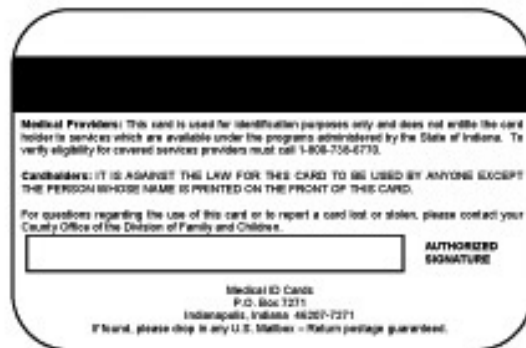 Medical Providers: This card is used for identification purposes only and does not entitle the card
holder to services which are available under the programs administered by the State of Indiana. To
verify eligibility for covered services providers must call 1-800-738-6770.
Cardholders: IT IS AGAINST THE LAW FOR THIS CARD TO BE USED BY ANYONE EXCEPT
THE PERSON WHOSE NAME IS PRINTED ON THE FRONT OF THIS CARD.
For questions regarding the use of this card or to report a card lost or stolen, please contact your
County Office of the Division of Family and Children.
AUTHORIZED
SIGNATURE
Medical ID Cards
P.O. Box 7271
Indianapolis, Indiana 46207-7271
If found, please drop in any U.S. Mailbox – Return postage guaranteed.